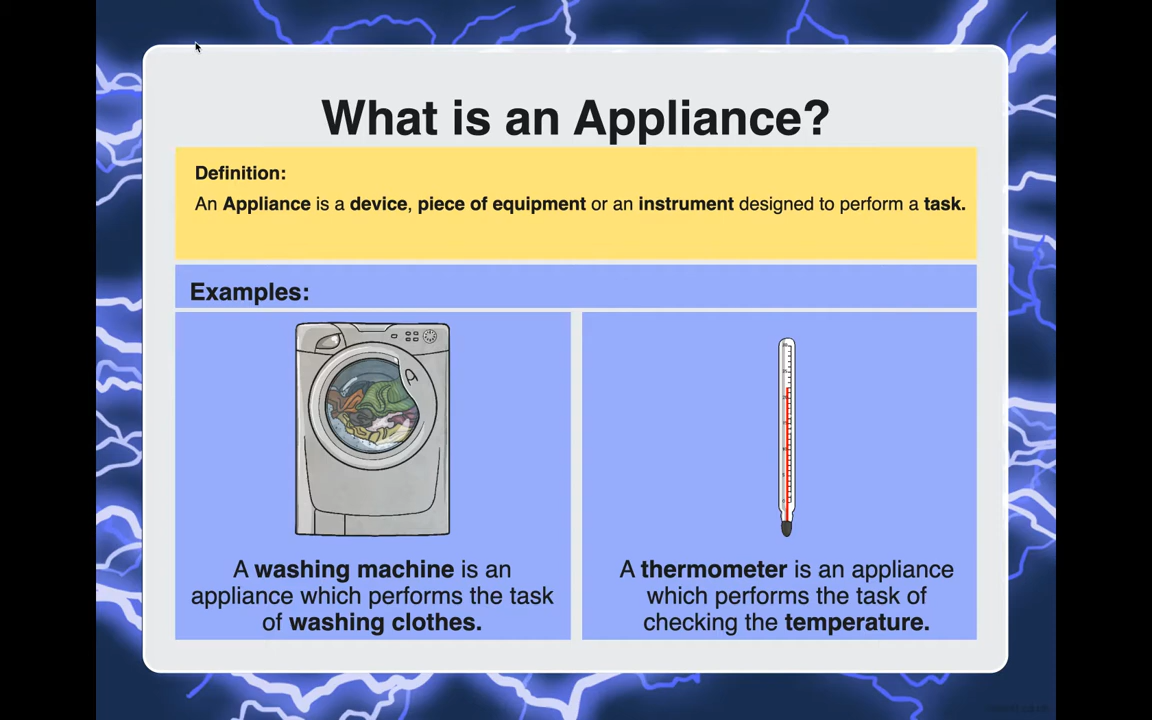 What is an Appliance?
Definition:
An Appliance is a device, piece of equipment or an instrument designed to perform a task.
Examples:
A washing machine is an
appliance which performs the task
of washing clothes.
A thermometer is an appliance
which performs the task of
checking the temperature.